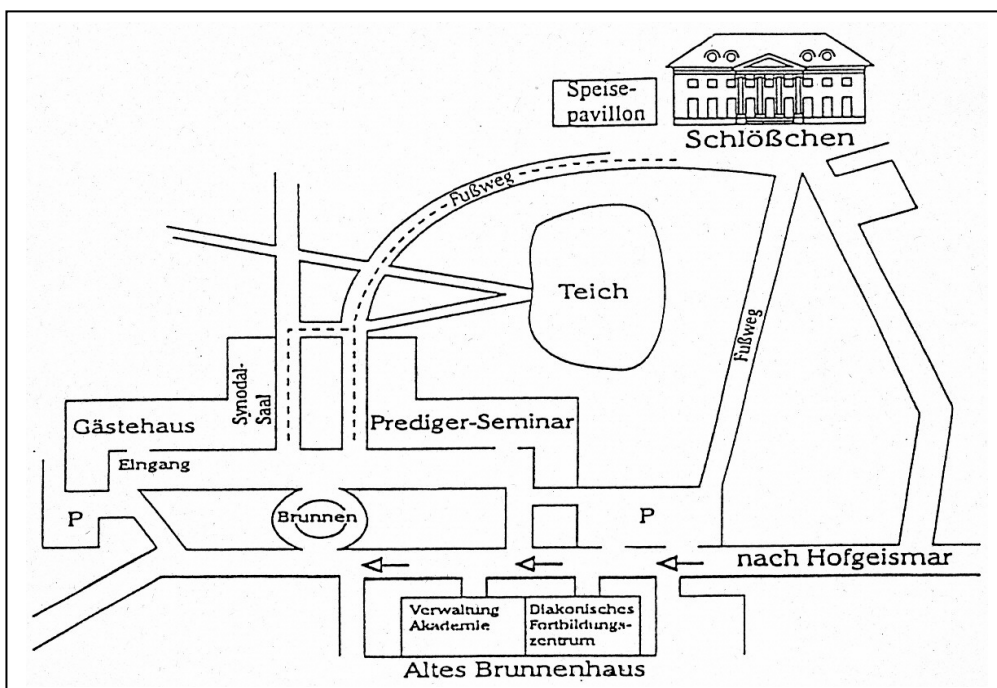 Speise-
pavillon
Schlößchen
Fußweg
Teich
Fußweg
Synodal-
Saal
Gästehaus
Prediger-Seminar
Eingang
P
Brunnen
P
nach Hofgeismar
Verwaltung
Akademie
Diakonisches
Fortbildungs-
zentrum
Altes Brunnenhaus